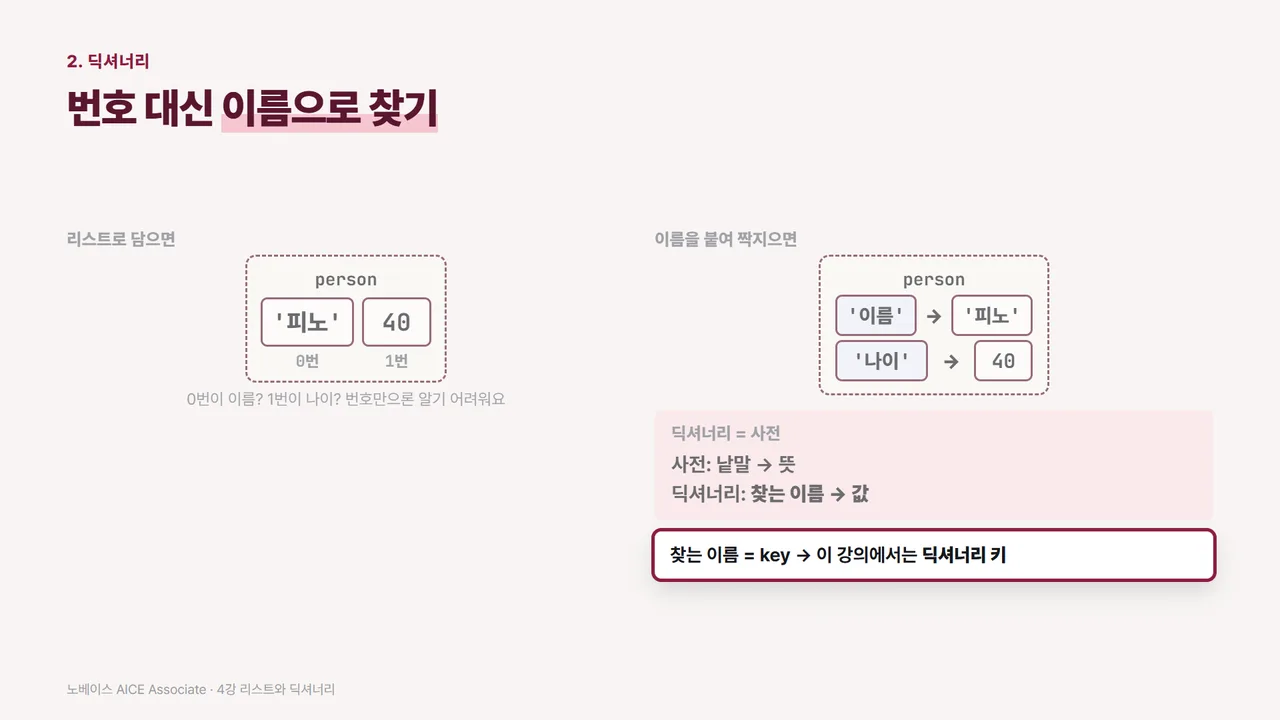 2. 딕셔너리
번호 대신 이름으로 찾기
리스트로 담으면
person
'피노' 40
0번 1번
0번이 이름? 1번이 나이? 번호만으론 알기 어려워요
이름을 붙여 짝지으면
person
'이름' → '피노'
'나이' → 40
딕셔너리 = 사전
사전: 낱말 → 뜻
딕셔너리: 찾는 이름 → 값
찾는 이름 = key → 이 강의에서는 딕셔너리 키
노베이스 AICE Associate · 4강 리스트와 딕셔너리